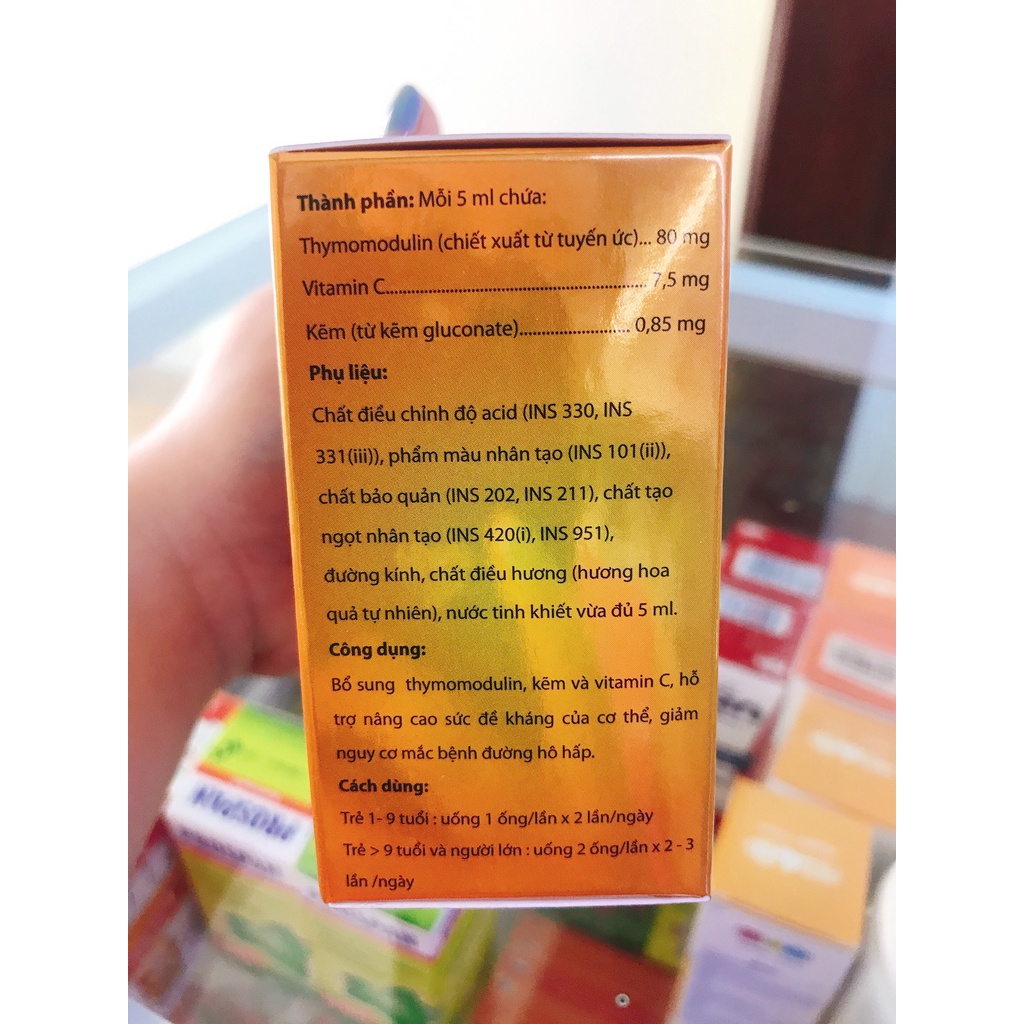 Thành phần: Mỗi 5 ml chứa:
Thymomodulin (chiết xuất từ tuyến ức)... 80 mg
Vitamin C........................................................ 7,5 mg
Kẽm (từ kẽm gluconate)........................ 0,85 mg
Phụ liệu:
Chất điều chỉnh độ acid (INS 330, INS
331(iii)), phẩm màu nhân tạo (INS 101(ii)),
chất bảo quản (INS 202, INS 211), chất tạo
ngọt nhân tạo (INS 420(i), INS 951),
đường kính, chất điều hương (hương hoa
quả tự nhiên), nước tinh khiết vừa đủ 5 ml.
Công dụng:
Bổ sung thymomodulin, kẽm và vitamin C, hỗ
trợ nâng cao sức đề kháng của cơ thể, giảm
nguy cơ mắc bệnh đường hô hấp.
Cách dùng:
Trẻ 1- 9 tuổi : uống 1 ống/lần x 2 lần/ngày
Trẻ > 9 tuổi và người lớn : uống 2 ống/lần x 2 - 3
lần /ngày
PROSPAN